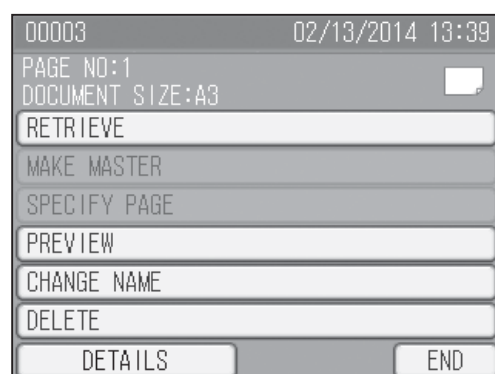 00003 02/13/2014 13:39
PAGE NO:1
DOCUMENT SIZE:A3
RETRIEVE
MAKE MASTER
SPECIFY PAGE
PREVIEW
CHANGE NAME
DELETE
DETAILS END